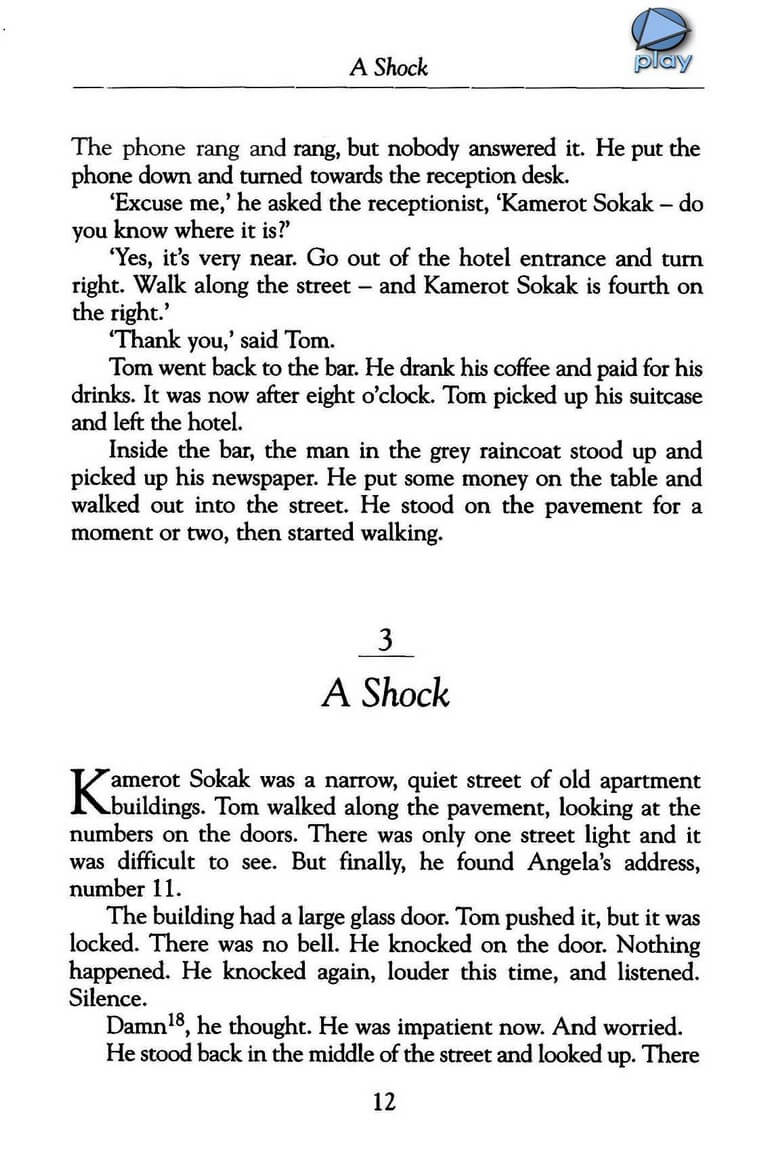 play
A Shock
The phone rang and rang, but nobody answered it. He put the
phone down and turned towards the reception desk.
‘Excuse me,’ he asked the receptionist, ‘Kamerot Sokak – do
you know where it is?’
‘Yes, it’s very near. Go out of the hotel entrance and turn
right. Walk along the street – and Kamerot Sokak is fourth on
the right.’
‘Thank you,’ said Tom.
Tom went back to the bar. He drank his coffee and paid for his
drinks. It was now after eight o’clock. Tom picked up his suitcase
and left the hotel.
Inside the bar, the man in the grey raincoat stood up and
picked up his newspaper. He put some money on the table and
walked out into the street. He stood on the pavement for a
moment or two, then started walking.
3
A Shock
Kamerot Sokak was a narrow, quiet street of old apartment
buildings. Tom walked along the pavement, looking at the
numbers on the doors. There was only one street light and it
was difficult to see. But finally, he found Angela’s address,
number 11.
The building had a large glass door. Tom pushed it, but it was
locked. There was no bell. He knocked on the door. Nothing
happened. He knocked again, louder this time, and listened.
Silence.
Damn¹⁸, he thought. He was impatient now. And worried.
He stood back in the middle of the street and looked up. There
12